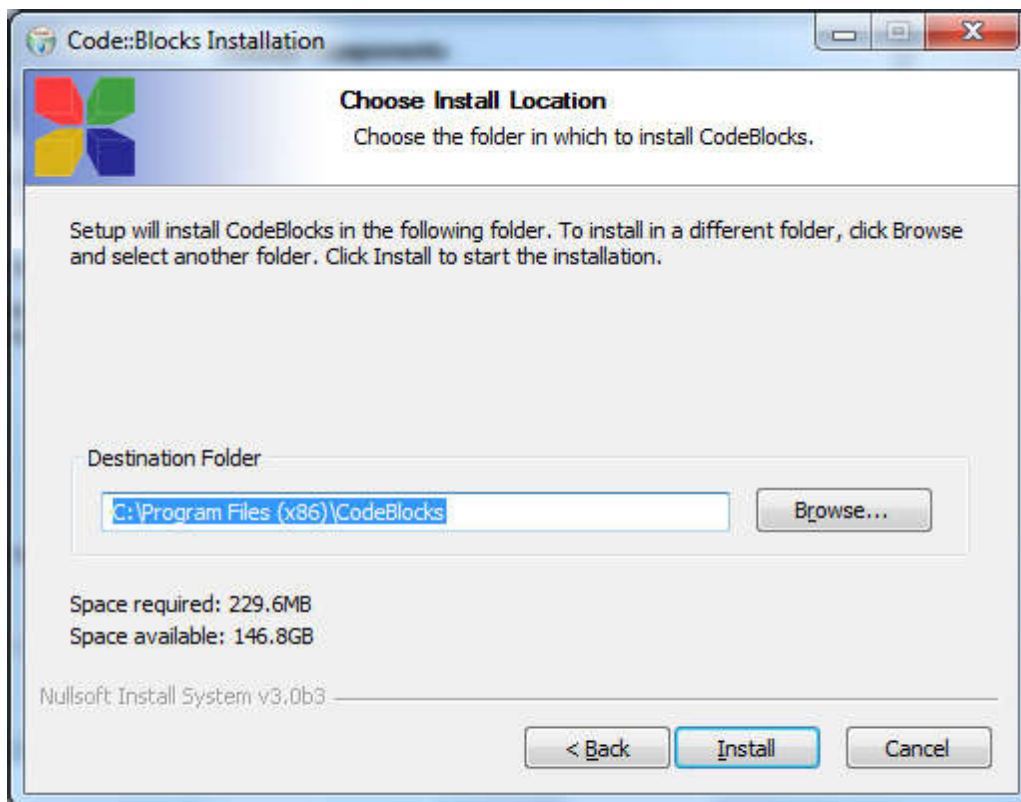 Code::Blocks Installation
Choose Install Location
Choose the folder in which to install CodeBlocks.
Setup will install CodeBlocks in the following folder. To install in a different folder, click Browse
and select another folder. Click Install to start the installation.
Destination Folder
C:\Program Files (x86)\CodeBlocks
Browse...
Space required: 229.6MB
Space available: 146.8GB
Nullsoft Install System v3.0b3
< Back
Install
Cancel